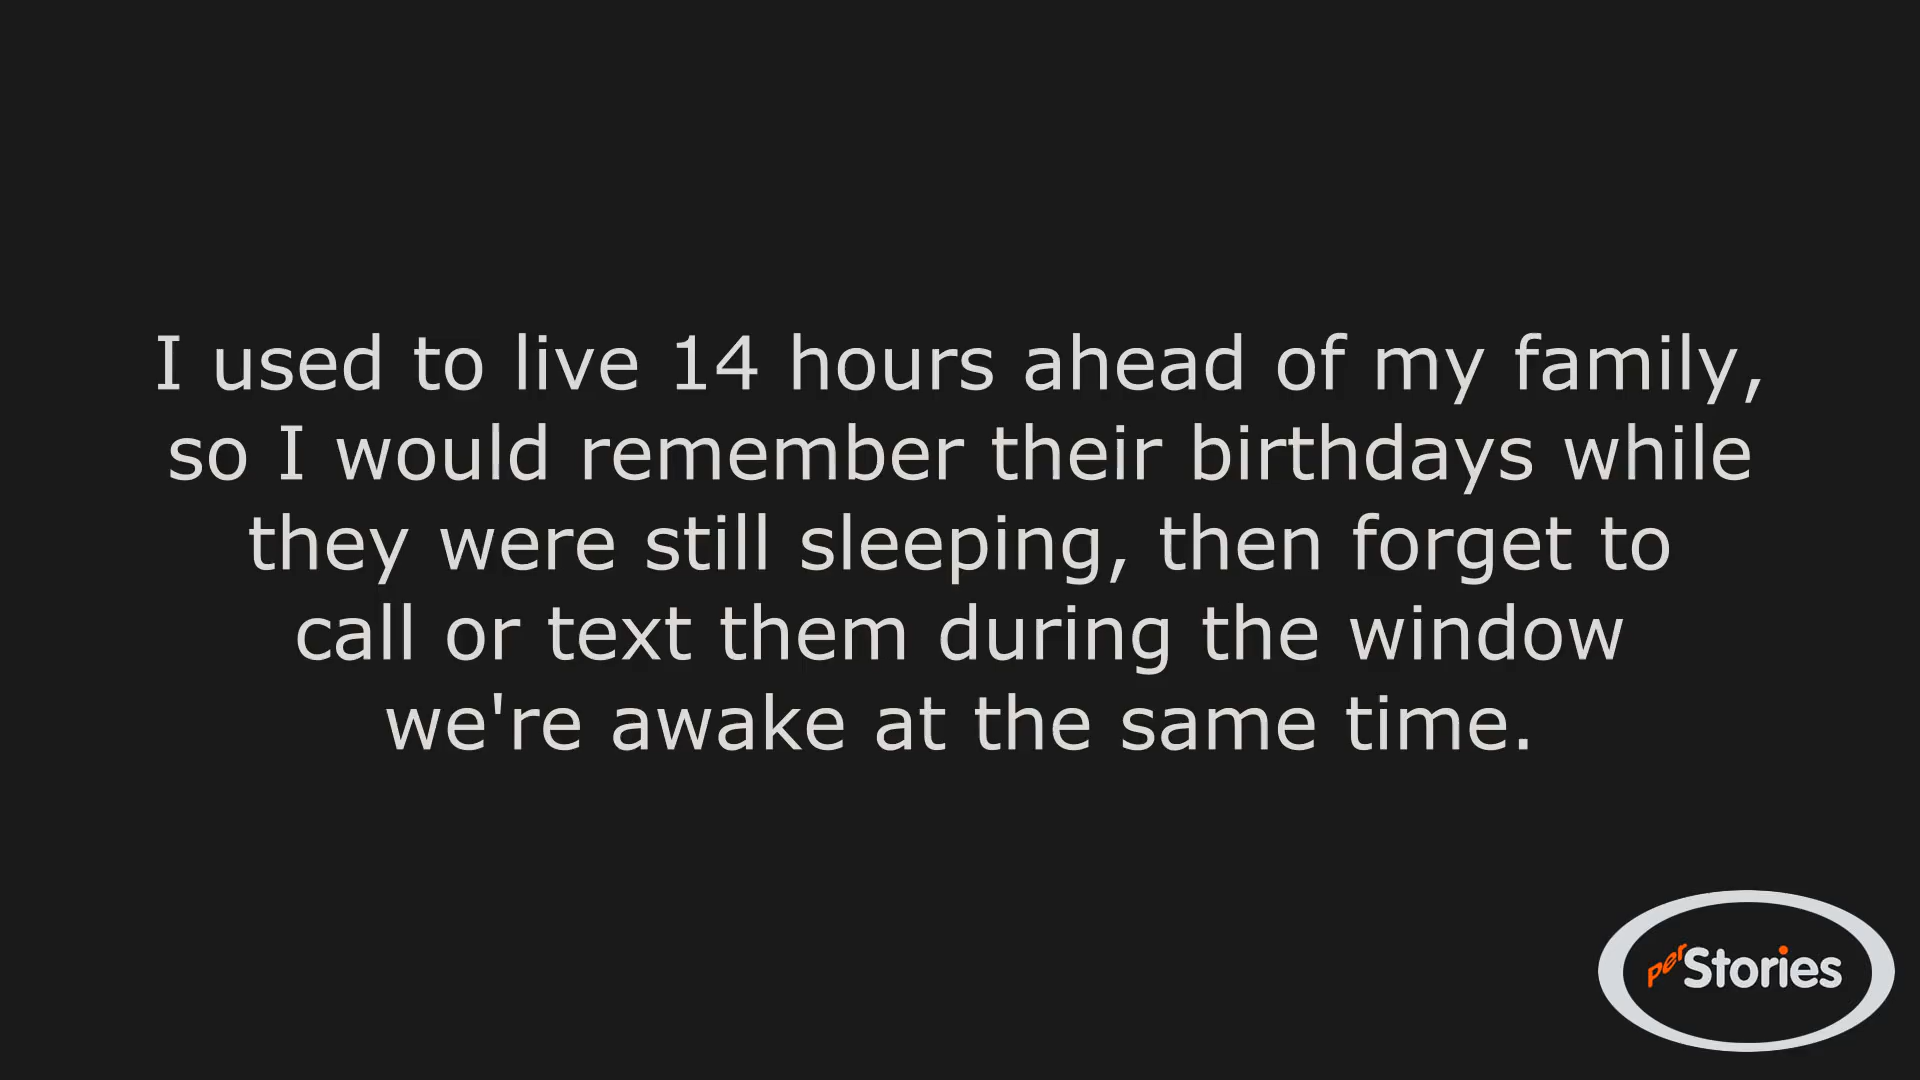 I used to live 14 hours ahead of my family,
so I would remember their birthdays while
they were still sleeping, then forget to
call or text them during the window
we're awake at the same time.
perStories